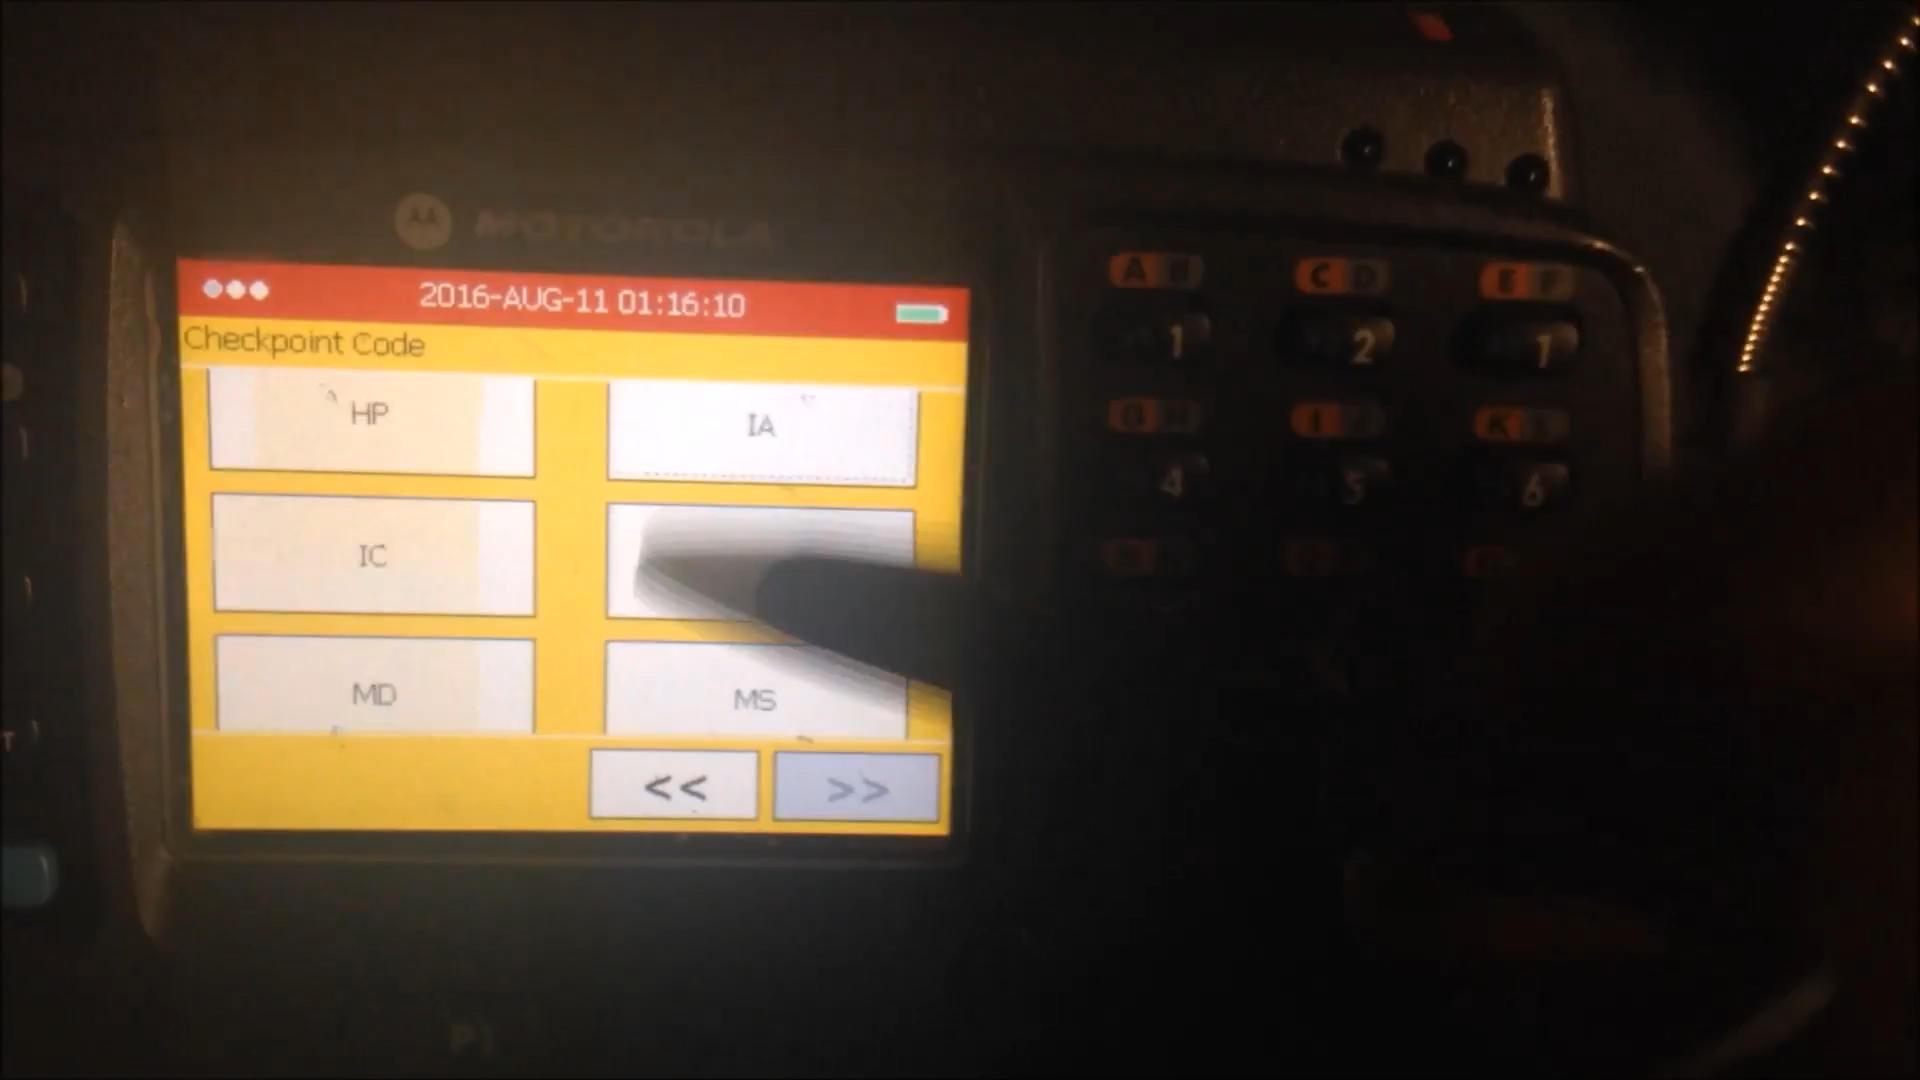 MOTOROLA
2016-AUG-11 01:16:10
Checkpoint Code
HP IA
IC
MD MS
<< >>
A B C D E F
1 2 1
G H I K
4 5 6